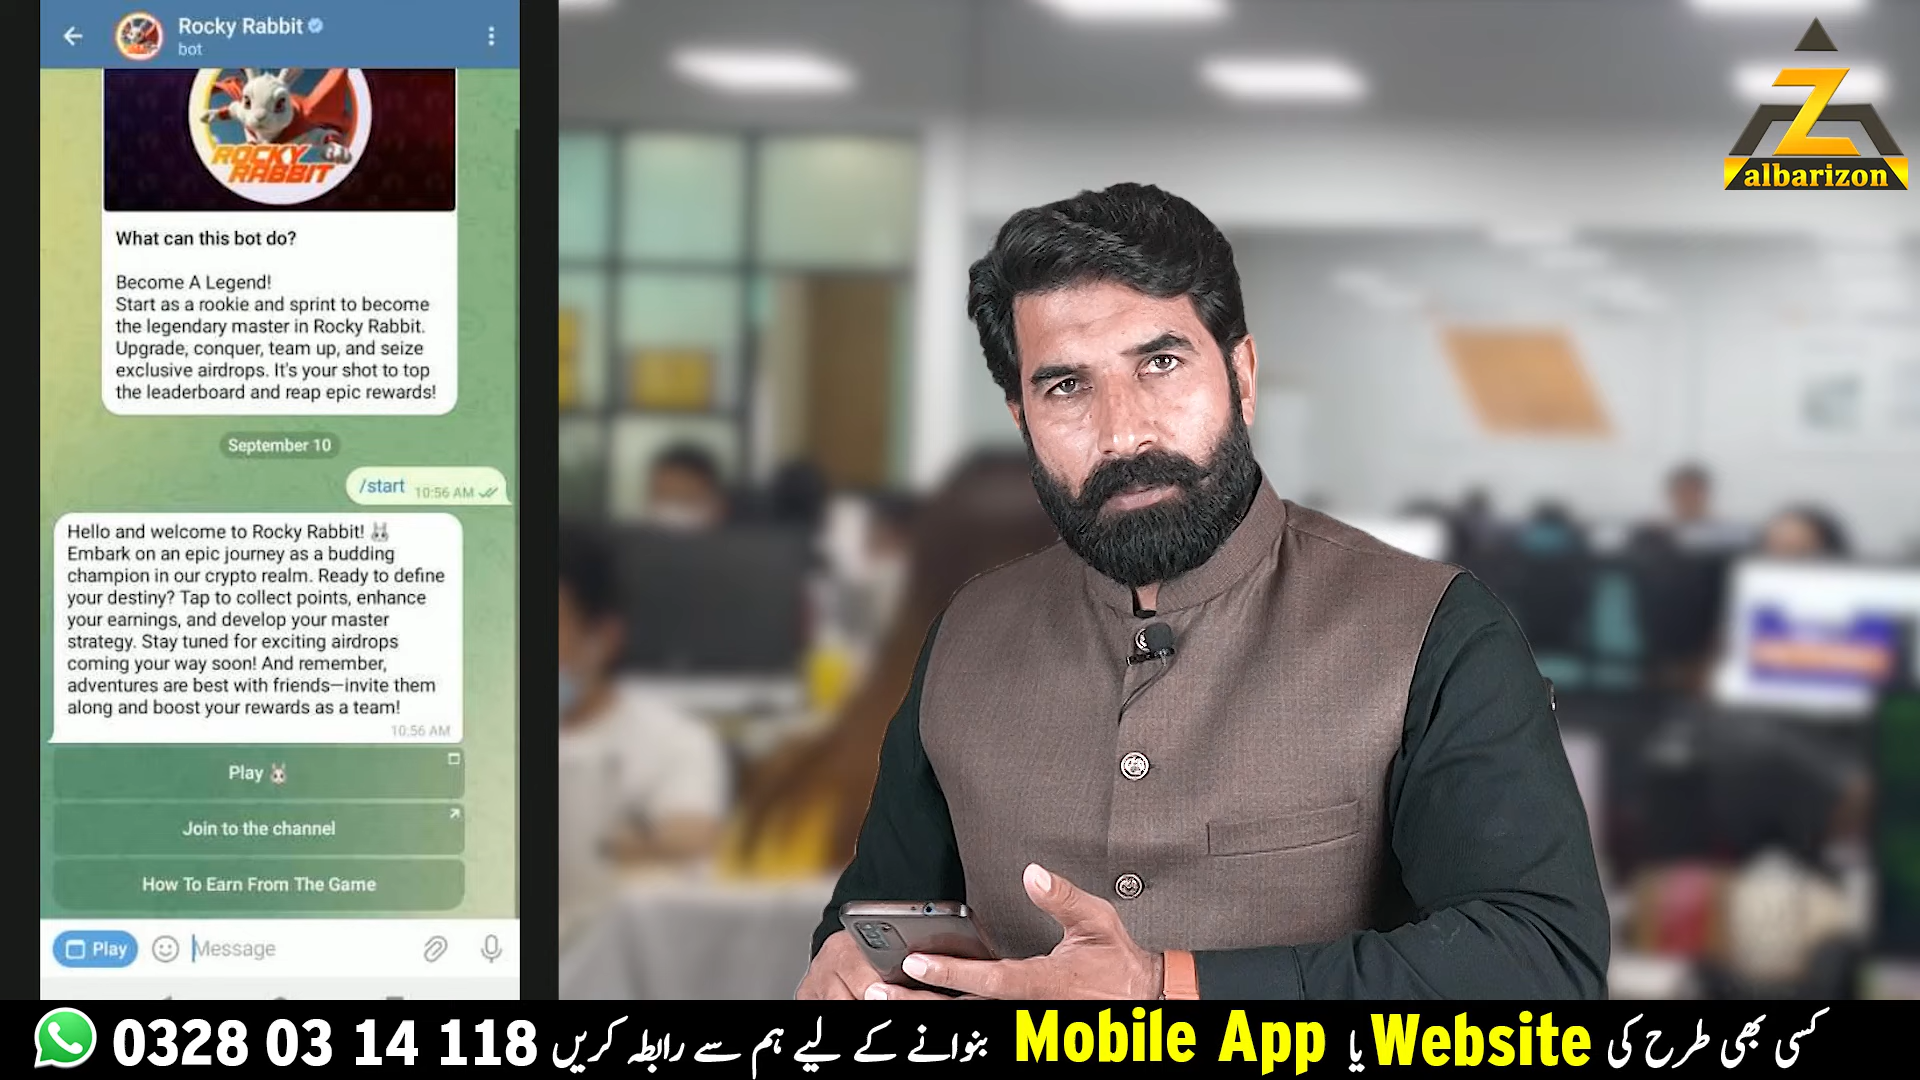 Rocky Rabbit
bot
ROCKY
RABBIT
What can this bot do?
Become A Legend!
Start as a rookie and sprint to become
the legendary master in Rocky Rabbit.
Upgrade, conquer, team up, and seize
exclusive airdrops. It's your shot to top
the leaderboard and reap epic rewards!
September 10
/start 10:56 AM
Hello and welcome to Rocky Rabbit! 🐰
Embark on an epic journey as a budding
champion in our crypto realm. Ready to define
your destiny? Tap to collect points, enhance
your earnings, and develop your master
strategy. Stay tuned for exciting airdrops
coming your way soon! And remember,
adventures are best with friends—invite them
along and boost your rewards as a team!
10:56 AM
Play 🐰
Join to the channel
How To Earn From The Game
Play
Message
Z
albarizon
کسی بھی طرح کی Website یا Mobile App بنوانے کے لیے ہم سے رابطہ کریں 0328 03 14 118